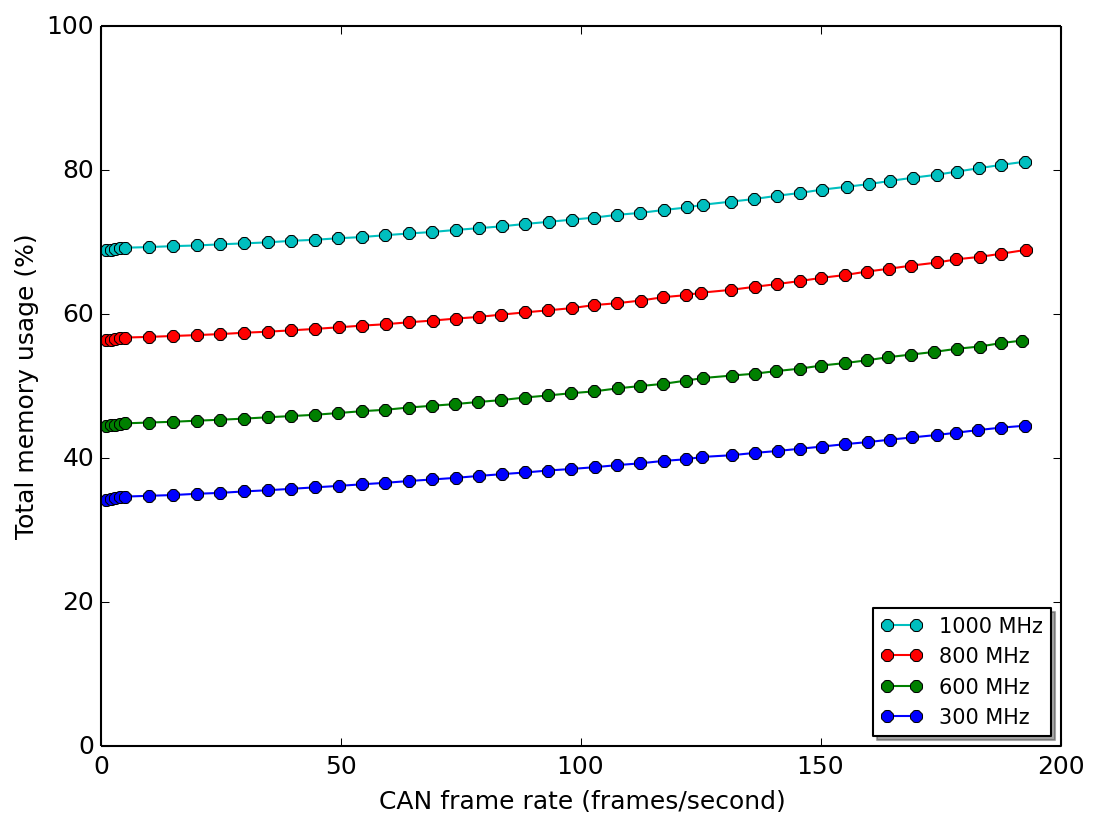 100
80
60
40
20
0
Total memory usage (%)
0 50 100 150 200
CAN frame rate (frames/second)
1000 MHz
800 MHz
600 MHz
300 MHz